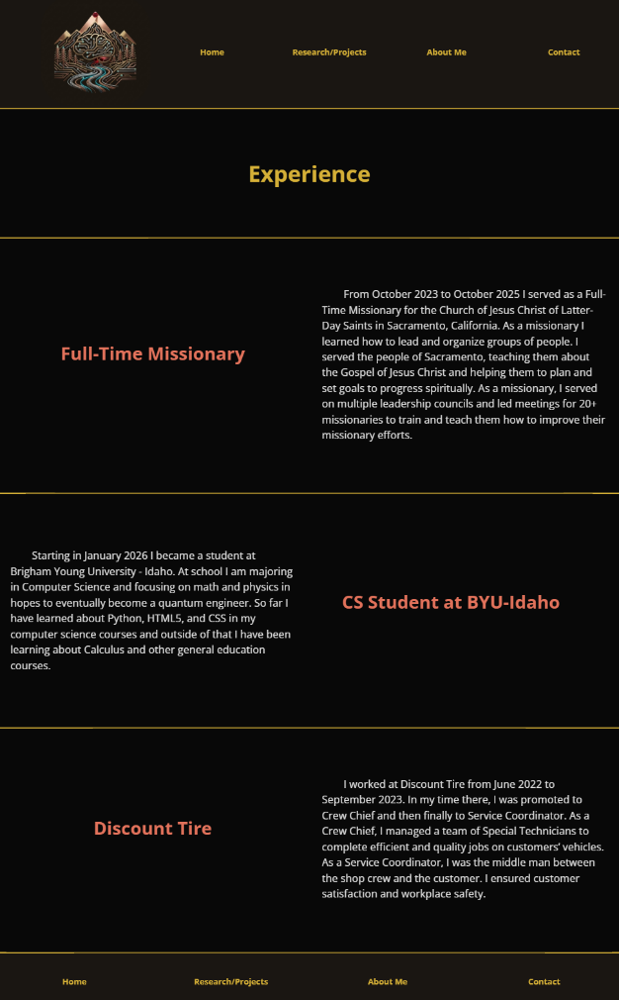 Home Research/Projects About Me Contact
Experience
Full-Time Missionary
From October 2023 to October 2025 I served as a Full-
Time Missionary for the Church of Jesus Christ of Latter-
Day Saints in Sacramento, California. As a missionary I
learned how to lead and organize groups of people. I
served the people of Sacramento, teaching them about
the Gospel of Jesus Christ and helping them to plan and
set goals to progress spiritually. As a missionary, I served
on multiple leadership councils and led meetings for 20+
missionaries to train and teach them how to improve their
missionary efforts.
Starting in January 2026 I became a student at
Brigham Young University - Idaho. At school I am majoring
in Computer Science and focusing on math and physics in
hopes to eventually become a quantum engineer. So far I
have learned about Python, HTML5, and CSS in my
computer science courses and outside of that I have been
learning about Calculus and other general education
courses.
CS Student at BYU-Idaho
Discount Tire
I worked at Discount Tire from June 2022 to
September 2023. In my time there, I was promoted to
Crew Chief and then finally to Service Coordinator. As a
Crew Chief, I managed a team of Special Technicians to
complete efficient and quality jobs on customers’ vehicles.
As a Service Coordinator, I was the middle man between
the shop crew and the customer. I ensured customer
satisfaction and workplace safety.
Home Research/Projects About Me Contact